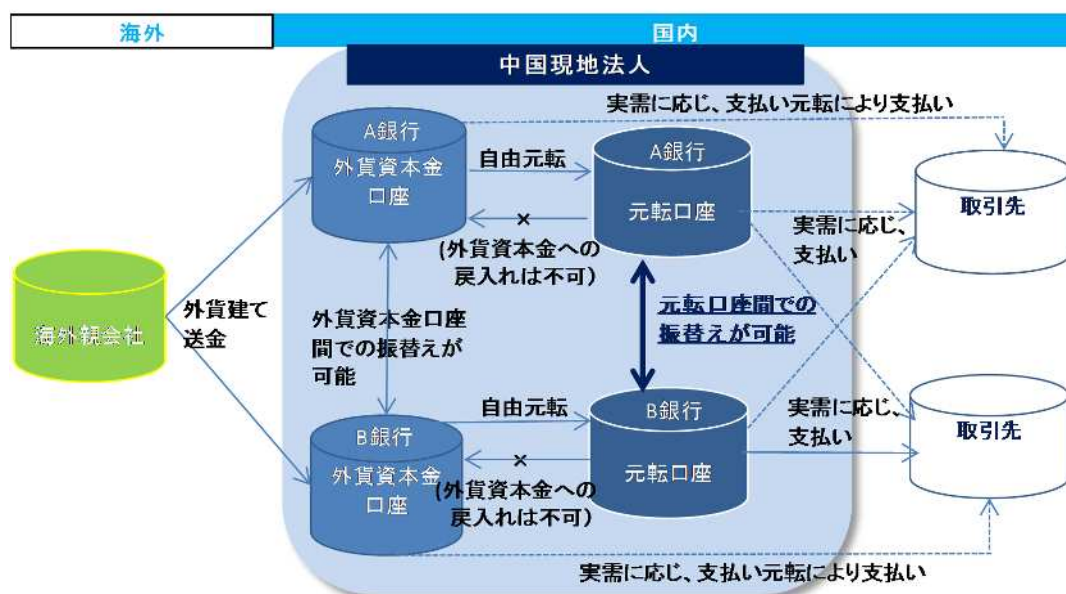 海外
国内
中国現地法人
実需に応じ、支払い元転により支払い
A銀行
外貨資本金
口座
自由元転
A銀行
元転口座
取引先
×
(外貨資本金への
戻入れは不可)
実需に応じ、
支払い
海外親会社
外貨建て
送金
外貨資本金口座
間での振替えが
可能
元転口座間での
振替えが可能
B銀行
外貨資本金
口座
自由元転
B銀行
元転口座
実需に応じ、
支払い
取引先
×
(外貨資本金への
戻入れは不可)
実需に応じ、支払い元転により支払い